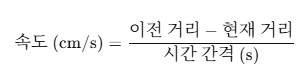 속도 (cm/s) = 이전 거리 − 현재 거리 / 시간 간격 (s)